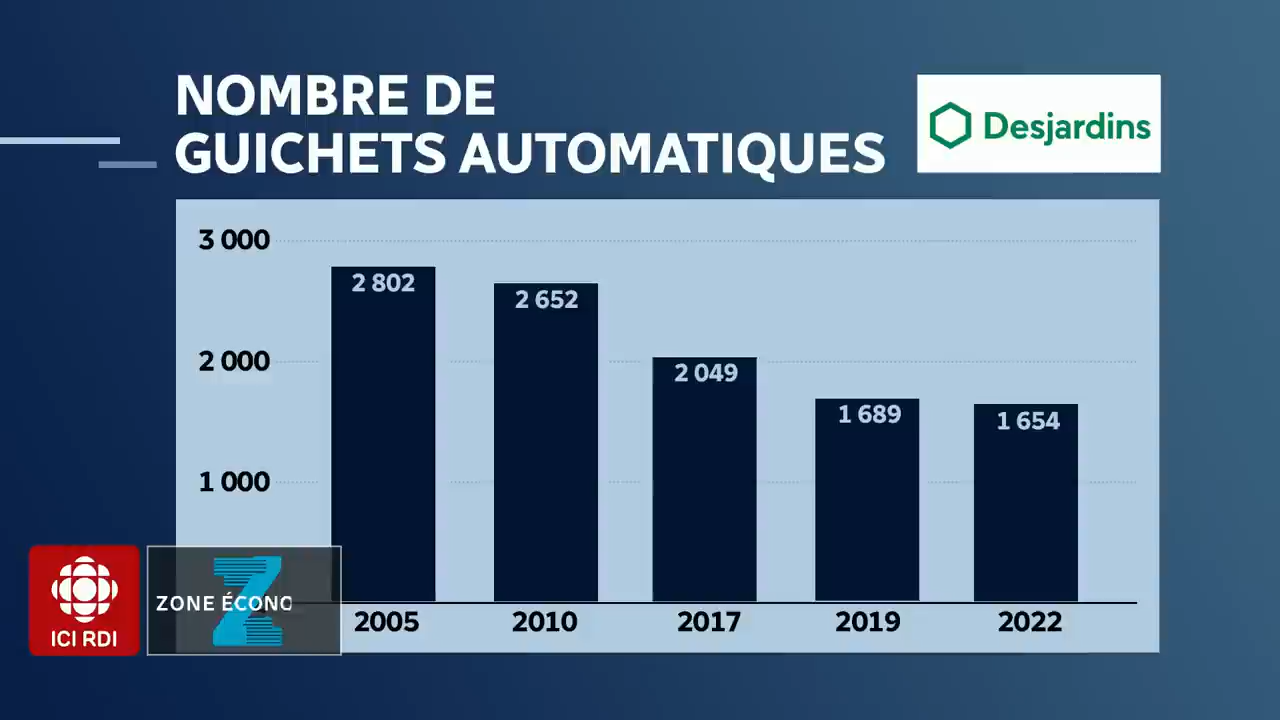 NOMBRE DE
GUICHETS AUTOMATIQUES
Desjardins
3 000
2 000
1 000
2 802
2 652
2 049
1 689
1 654
2005
2010
2017
2019
2022
ICI RDI
ZONE ÉCONO